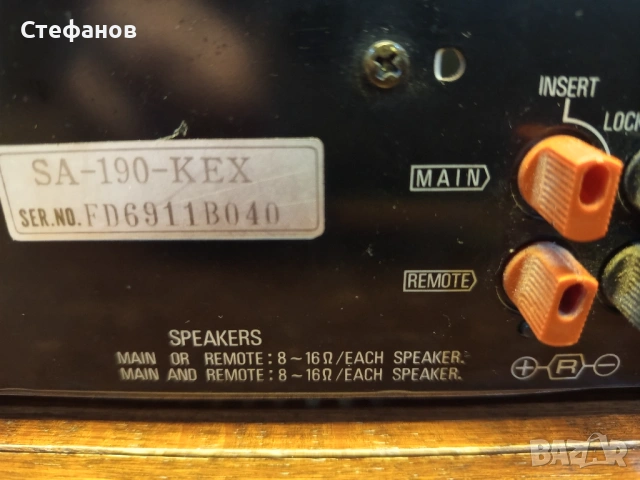 Стефанов
INSERT
LOCK
SA-190-KEX
SER.NO. FD6911B040
MAIN
REMOTE
SPEAKERS
MAIN OR REMOTE: 8~16Ω/EACH SPEAKER.
MAIN AND REMOTE: 8~16Ω/EACH SPEAKER.
+ R −
BAZAR